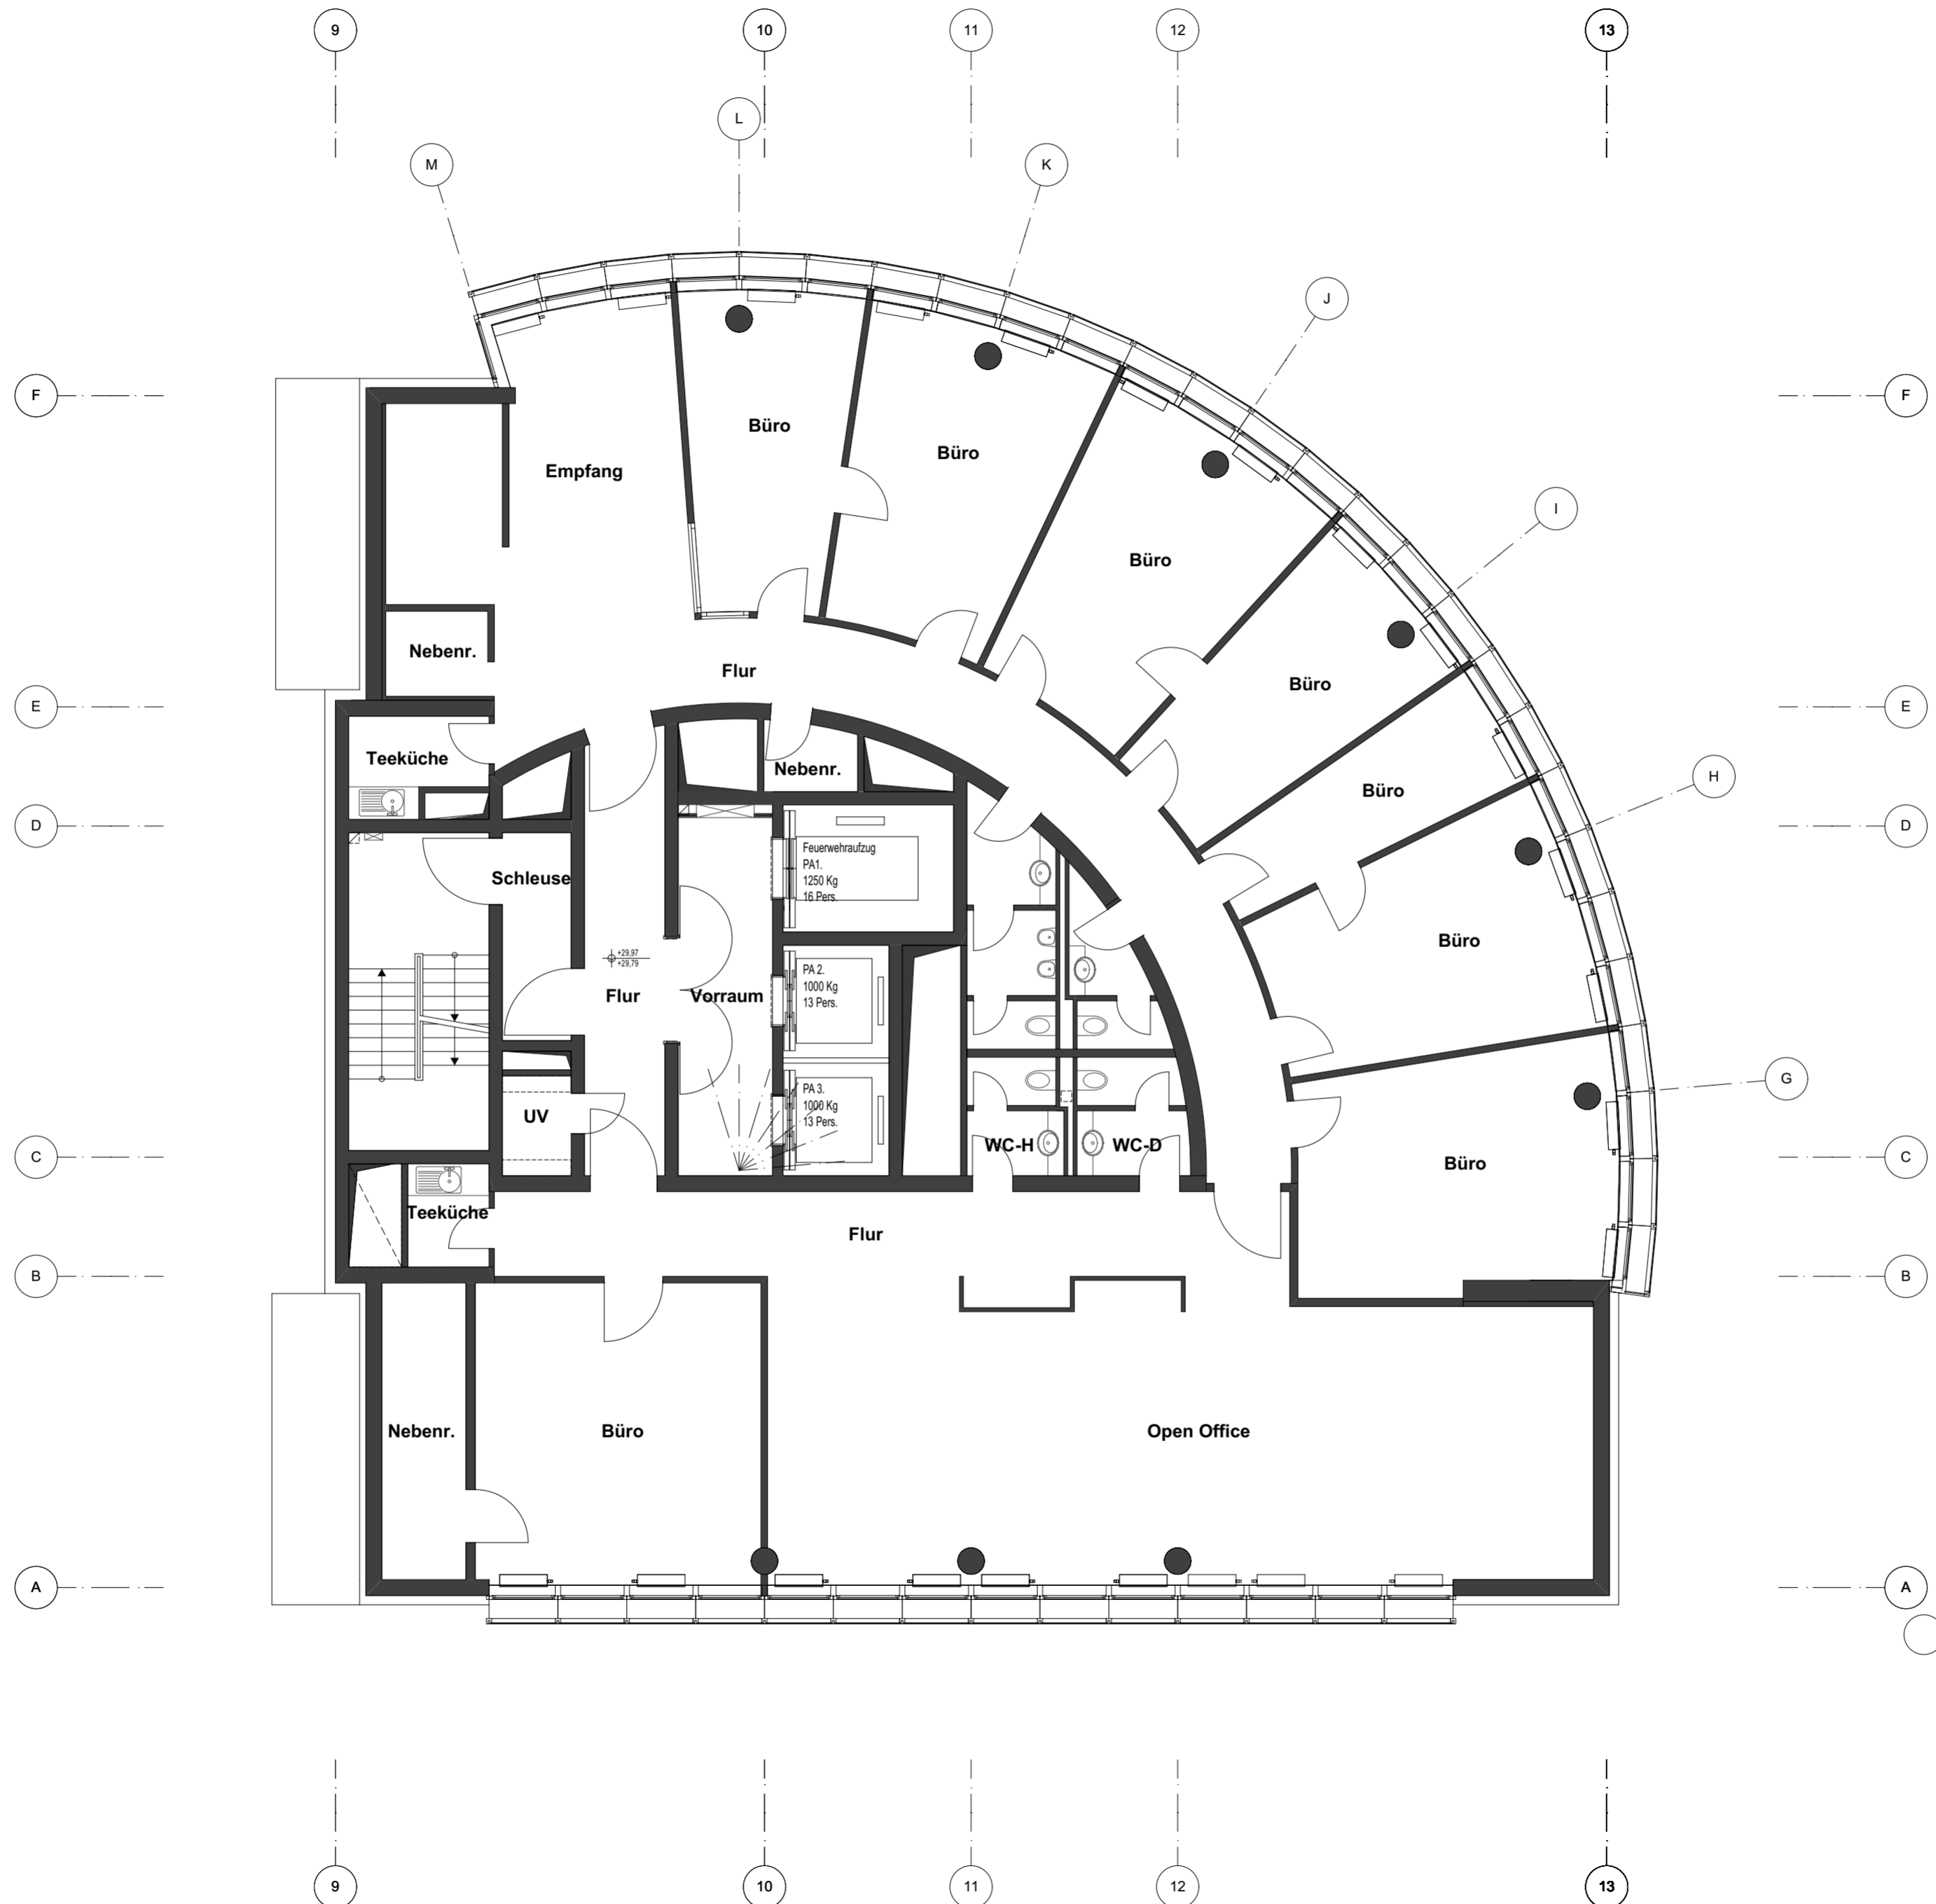 9
10
11
12
13
L
M
K
J
F
F
Büro
Büro
Empfang
I
Büro
Nebenr.
Flur
Büro
E
E
Teeküche
Nebenr.
H
Büro
D
D
Feuerwehraufzug
PA1.
1250 Kg
16 Pers.
Schleuse
Büro
+29,97
+29,79
PA 2.
1000 Kg
13 Pers.
Flur
Vorraum
G
PA 3.
1000 Kg
13 Pers.
UV
WC-H
WC-D
C
Büro
C
Teeküche
Flur
B
B
Nebenr.
Büro
Open Office
A
A
9
10
11
12
13